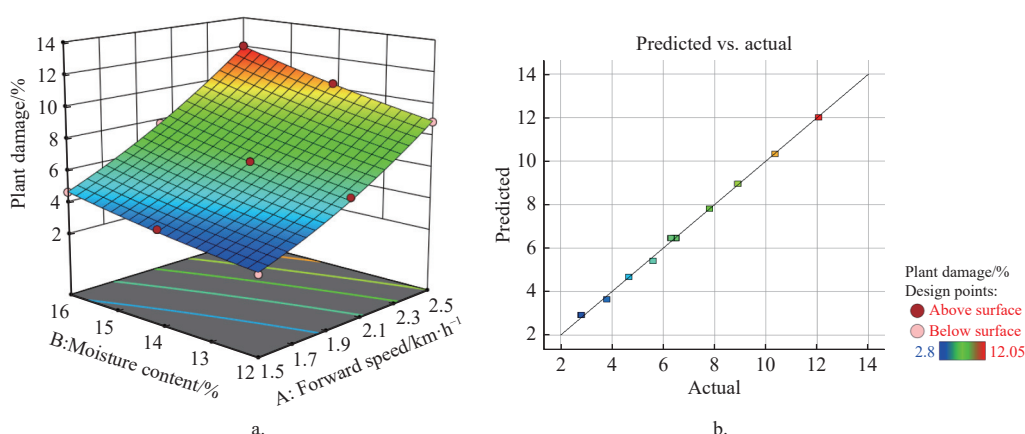 14
12
10
8
6
4
2
Plant damage/%
16
15
14
13
12
B:Moisture content/%
1.5
1.7
1.9
2.1
2.3
2.5
A: Forward speed/km·h⁻¹
a.
Predicted vs. actual
14
12
10
8
6
4
2
Predicted
2 4 6 8 10 12 14
Actual
b.
Plant damage/%
Design points:
Above surface
Below surface
2.8 12.05